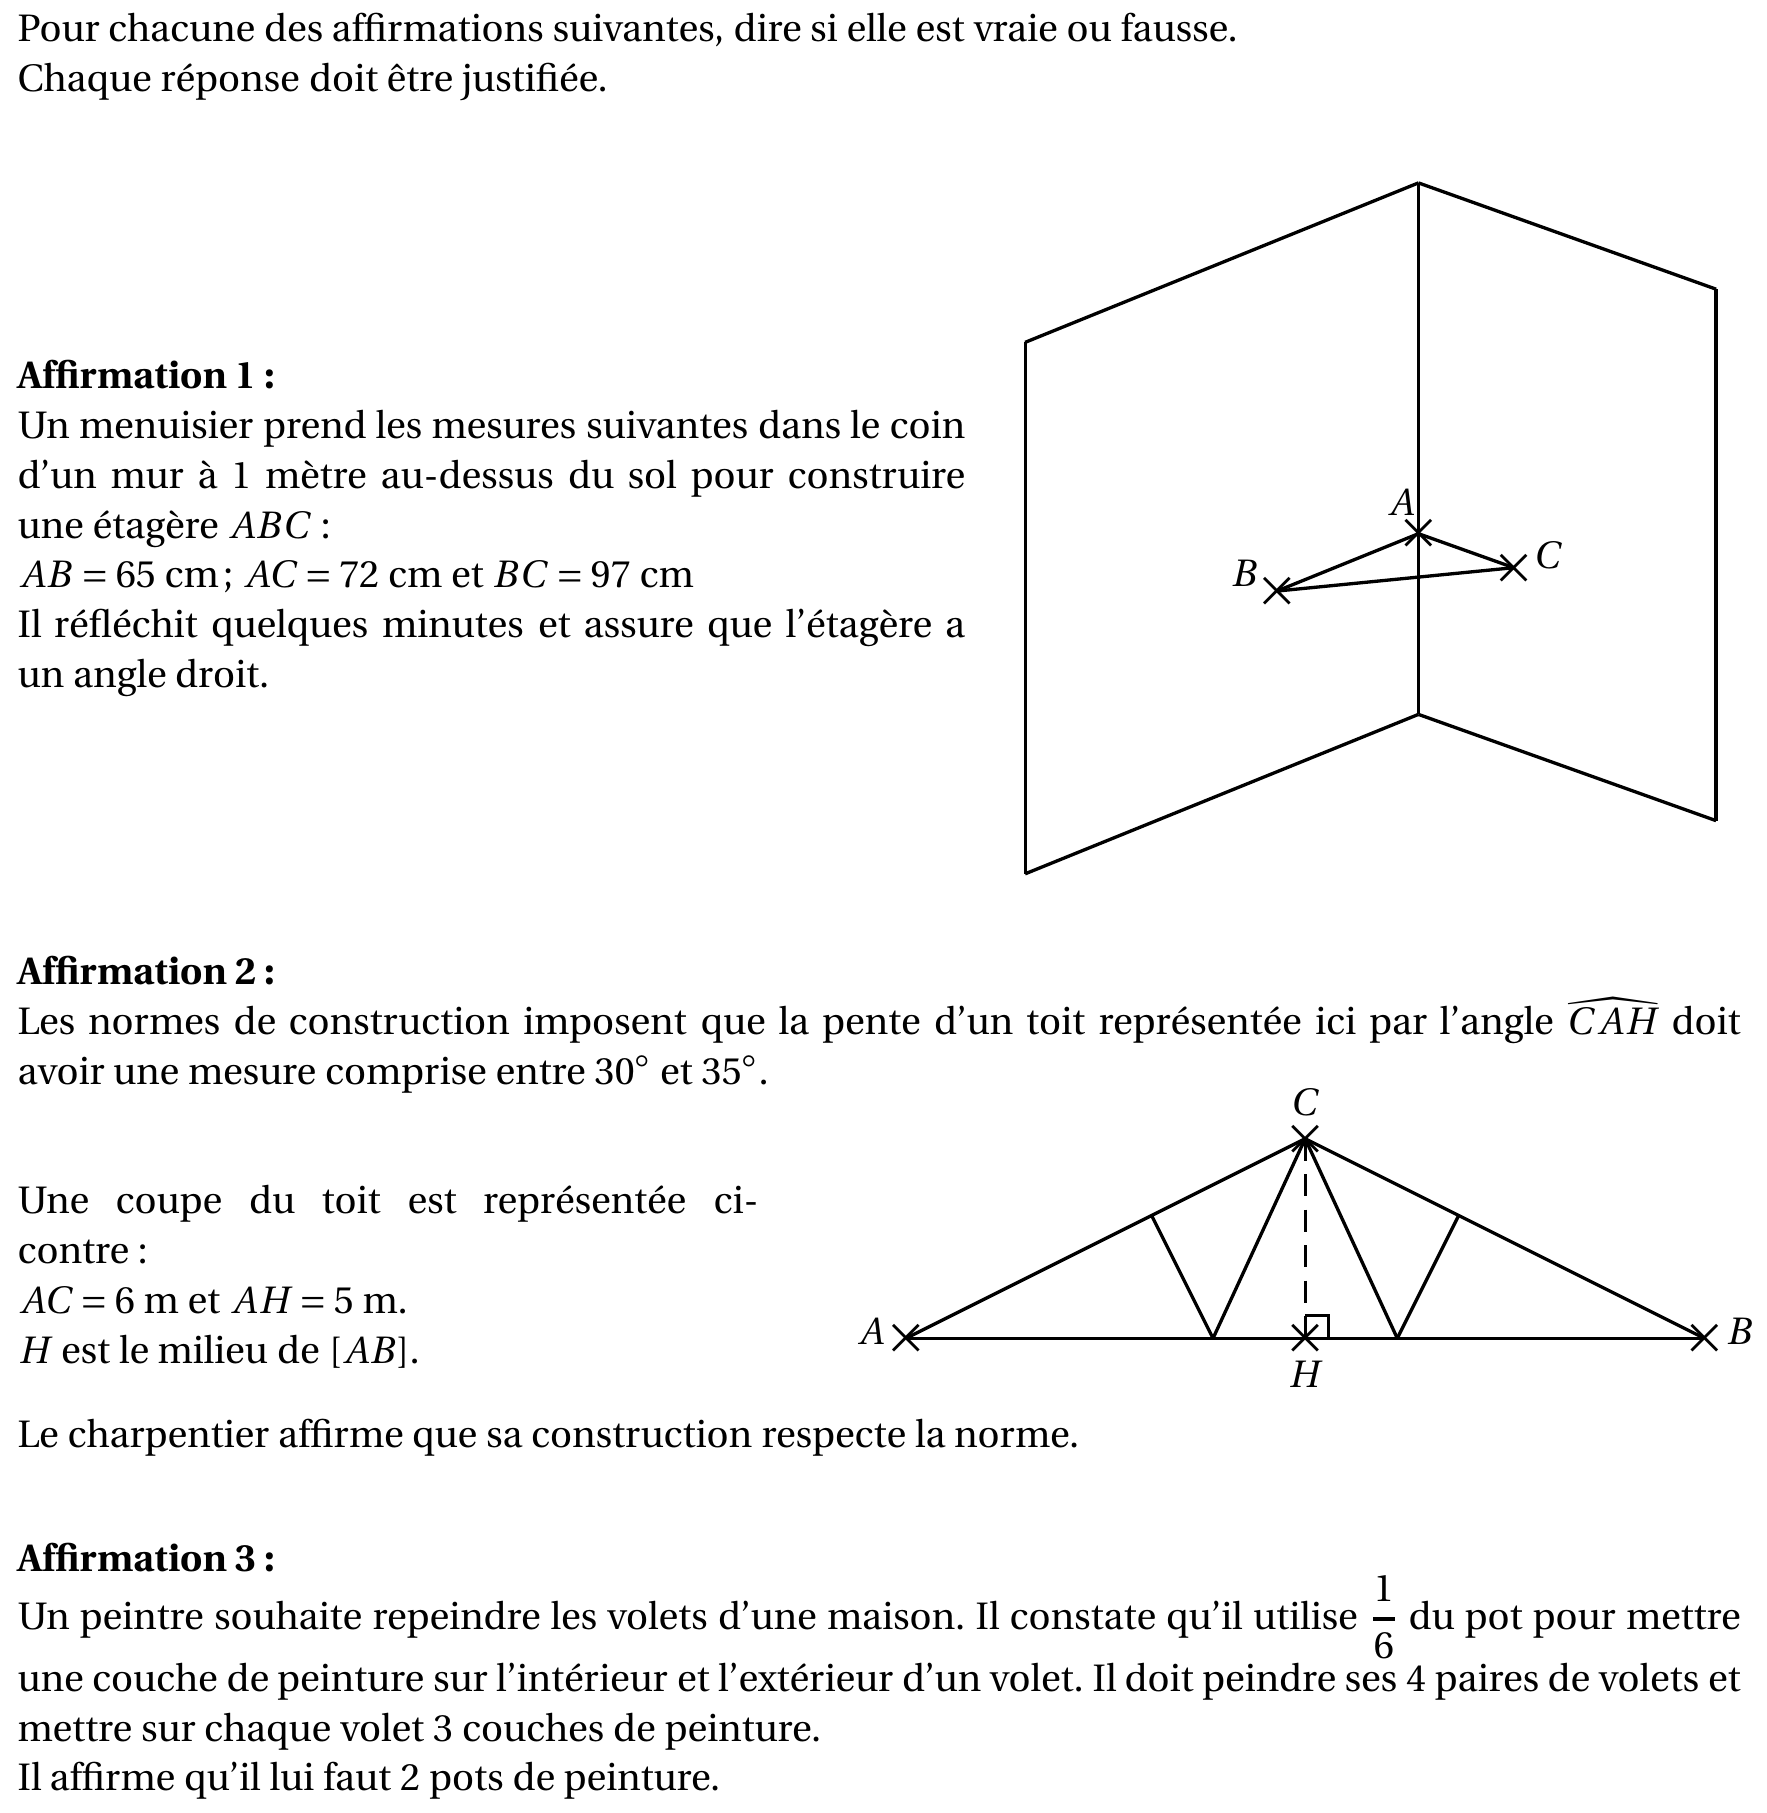 Pour chacune des affirmations suivantes, dire si elle est vraie ou fausse.
Chaque réponse doit être justifiée.
Affirmation 1 :
Un menuisier prend les mesures suivantes dans le coin
d'un mur à 1 mètre au-dessus du sol pour construire
une étagère ABC :
AB = 65 cm ; AC = 72 cm et BC = 97 cm
Il réfléchit quelques minutes et assure que l'étagère a
un angle droit.
A
B
C
Affirmation 2 :
Les normes de construction imposent que la pente d'un toit représentée ici par l'angle $\widehat{CAH}$ doit
avoir une mesure comprise entre 30° et 35°.
Une coupe du toit est représentée ci-
contre :
AC = 6 m et AH = 5 m.
H est le milieu de [AB].
C
A
B
H
Le charpentier affirme que sa construction respecte la norme.
Affirmation 3 :
Un peintre souhaite repeindre les volets d'une maison. Il constate qu'il utilise $\frac{1}{6}$ du pot pour mettre
une couche de peinture sur l'intérieur et l'extérieur d'un volet. Il doit peindre ses 4 paires de volets et
mettre sur chaque volet 3 couches de peinture.
Il affirme qu'il lui faut 2 pots de peinture.